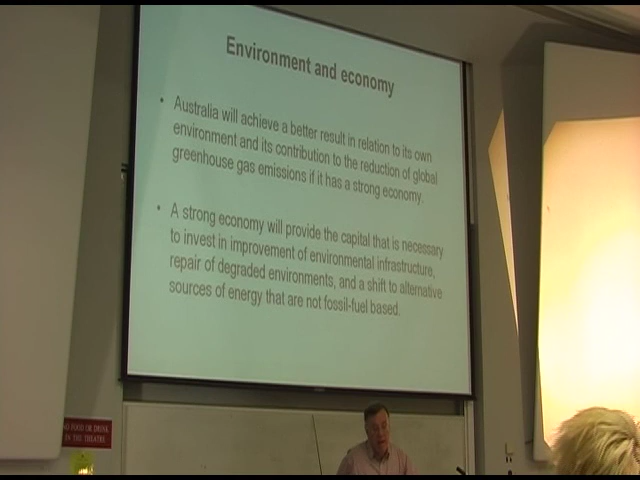 Environment and economy
• Australia will achieve a better result in relation to its own
environment and its contribution to the reduction of global
greenhouse gas emissions if it has a strong economy.
• A strong economy will provide the capital that is necessary
to invest in improvement of environmental infrastructure,
repair of degraded environments, and a shift to alternative
sources of energy that are not fossil-fuel based.
NO FOOD OR DRINK
IN THE THEATRE